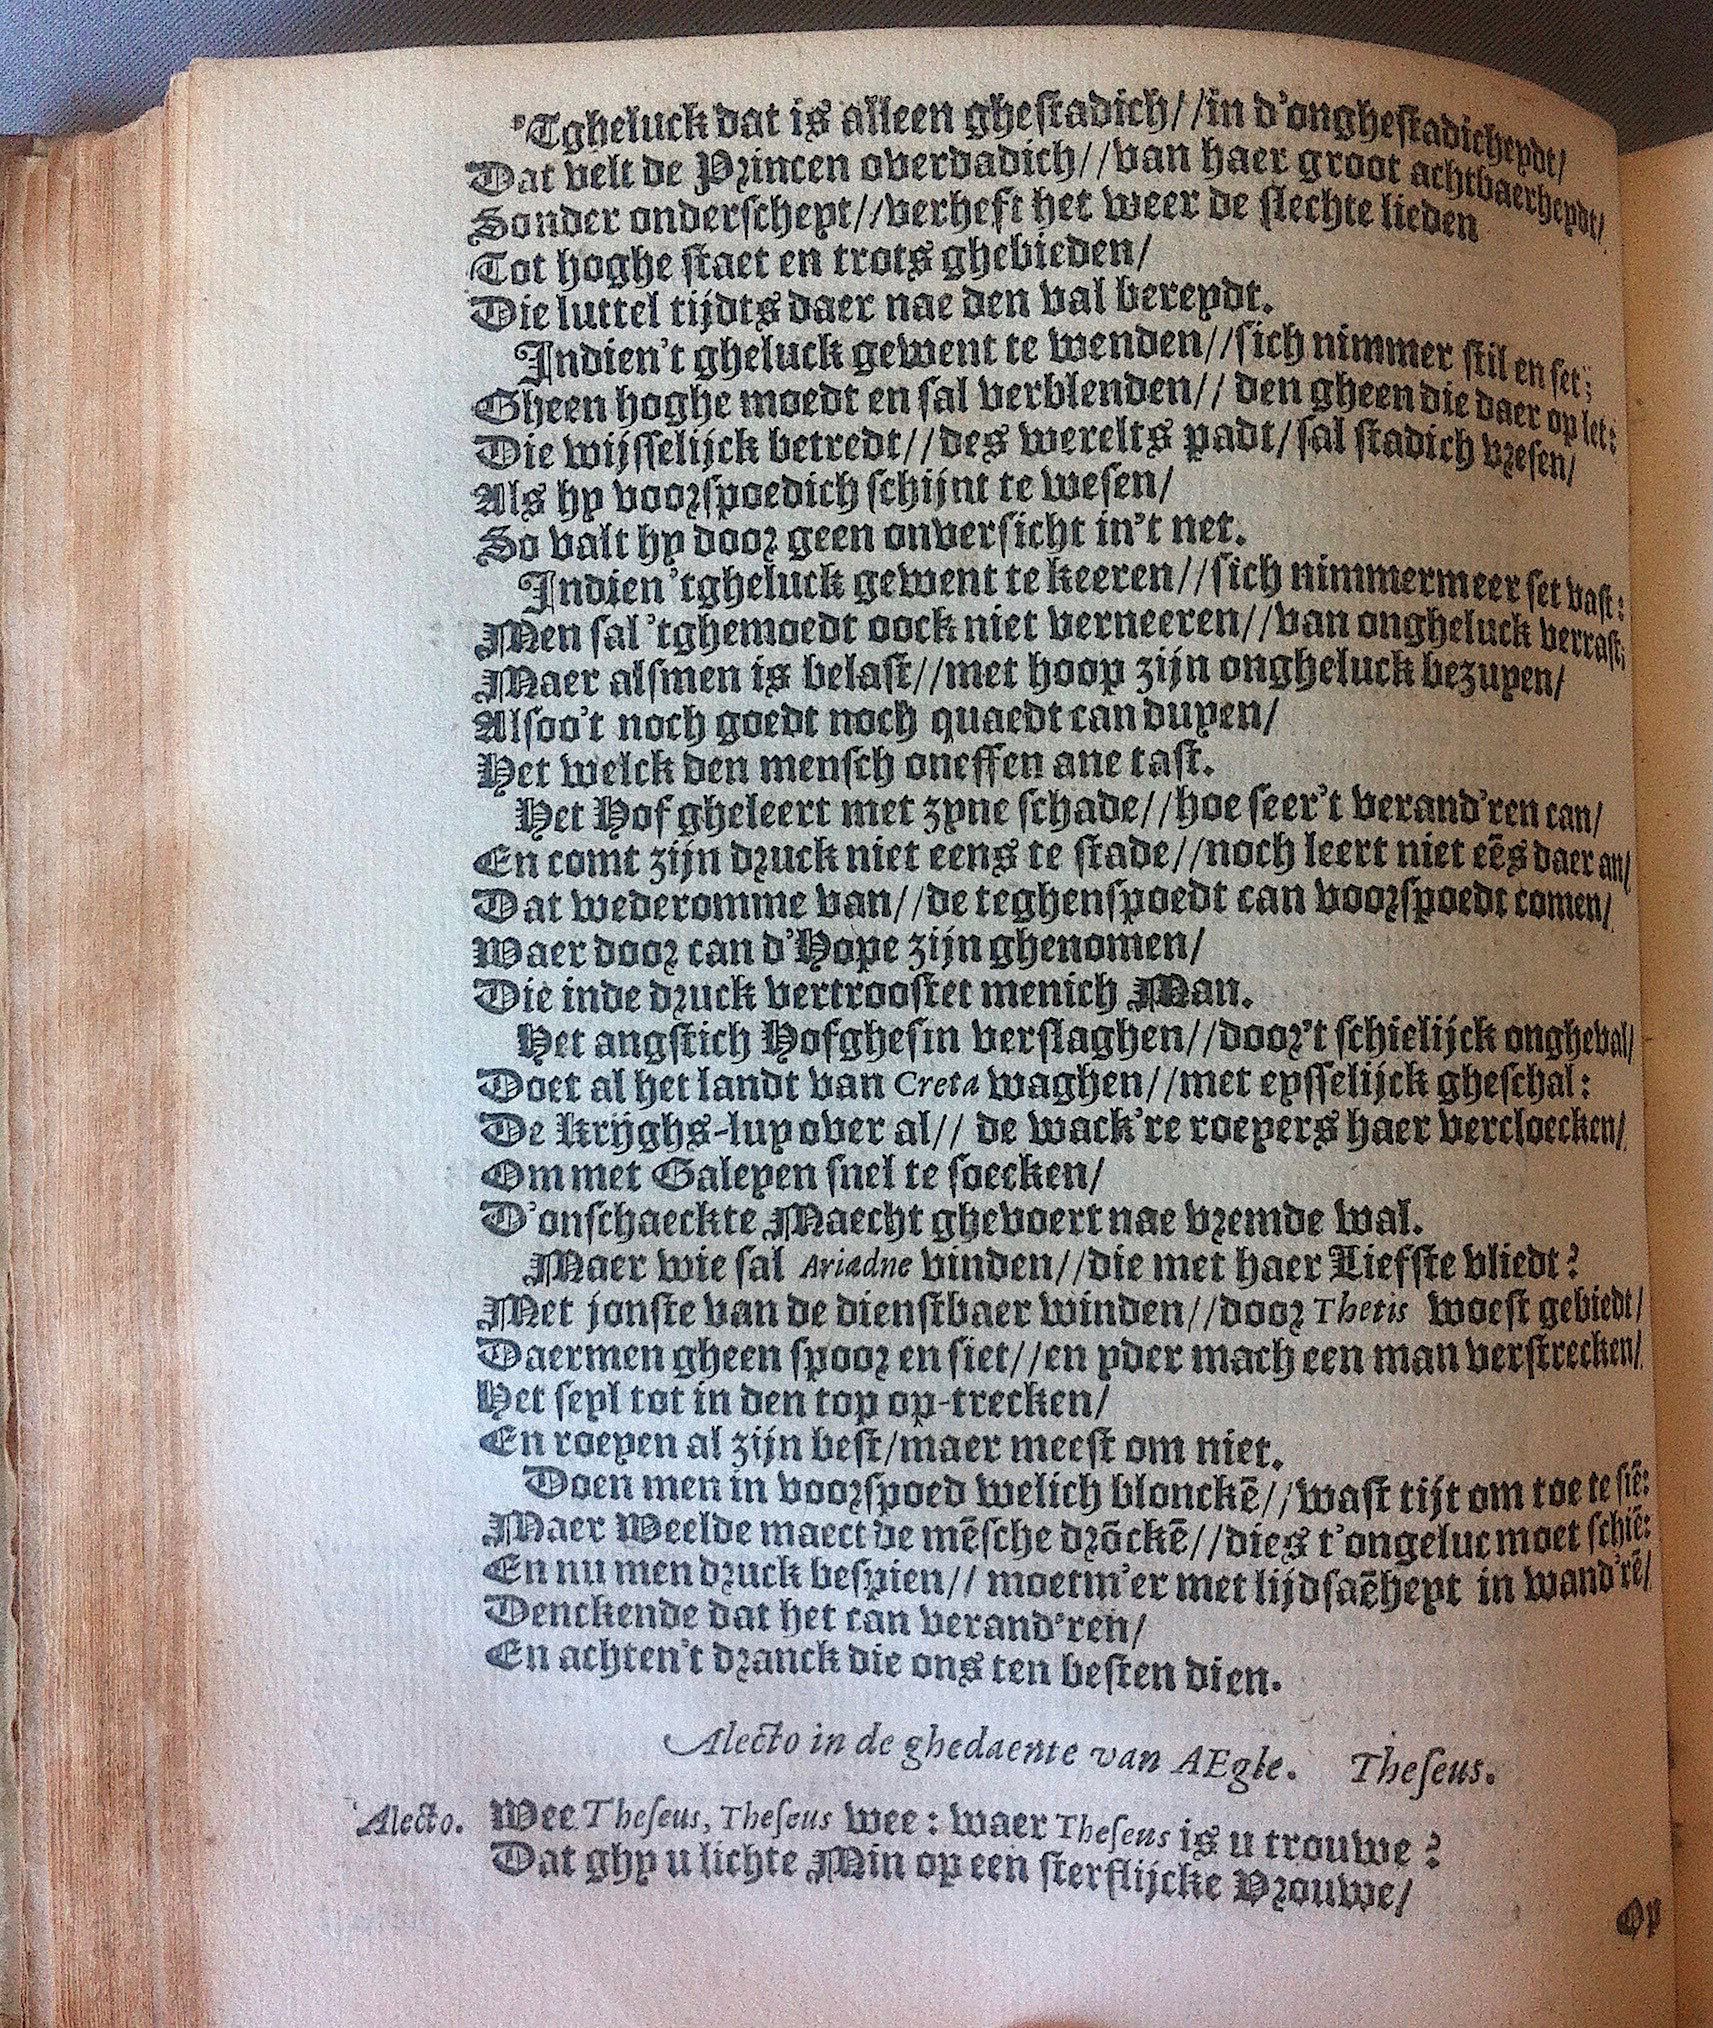 'Tgheluck dat is alleen ghestadich//in d'onghestadicheydt/
Dat velt de Princen overdadich//van haer groot achtbaerheydt/
Sonder onderscheyt//verheft het weer de slechte lieden
Tot hoghe staet en trots ghebieden/
Die luttel tijdts daer nae den val bereydt.
Indien't gheluck gewent te wenden//sich nimmer stil en set;
Gheen hoghe moedt en sal verblenden// den gheen die daer op let:
Die wijsselijck betredt//des werelts padt/sal stadich vresen/
Als hy voorspoedich schijnt te wesen/
So valt hy door geen onversicht in't net.
Indien 'tgheluck gewent te keeren//sich nimmermeer set vast:
Men sal 'tghemoedt oock niet verneeren//van ongheluck verrast;
Maer alsmen is belast//met hoop zijn ongheluck bezuyen/
Alsoo't noch goedt noch quaedt can duyen/
Het welck den mensch oneffen ane tast.
Het Hof gheleert met zyne schade//hoe seer't verand'ren can/
En comt zijn druck niet eens te stade//noch leert niet eēs daer an/
Dat wederomme van//de teghenspoedt can voorspoedt comen/
Waer door can d'Hope zijn ghenomen/
Die inde druck vertroostet menich Man.
Het angstich Hofghesin verslaghen//door't schielijck ongheval/
Doet al het landt van Creta waghen//met eysselijck gheschal:
De krijghs-luy over al// de wack're roeyers haer vercloecken/
Om met Galeyen snel te soecken/
D'onschaeckte Maecht ghevoert nae vremde wal.
Maer wie sal Ariadne vinden//die met haer Liefste vliedt?
Met jonste van de dienstbaer winden//door Thetis woest gebiedt/
Daermen gheen spoor en siet//en yder mach een man verstrecken/
Het seyl tot in den top op-trecken/
En roeyen al zijn best/maer meest om niet.
Doen men in voorspoed welich blonckē//wast tijt om toe te siē:
Maer Weelde maect de mēsche drōckē//dies t'ongeluc moet schiē:
En nu men druck bespien// moetm'er met lijdsaēheyt in wand'rē/
Denckende dat het can verand'ren/
En achten't dranck die ons ten besten dien.
Alecto in de ghedaente van AEgle. Theseus.
Alecto. Wee Theseus, Theseus wee: waer Theseus is u trouwe?
Dat ghy u lichte Min op een sterflijcke Vrouwe/
Op